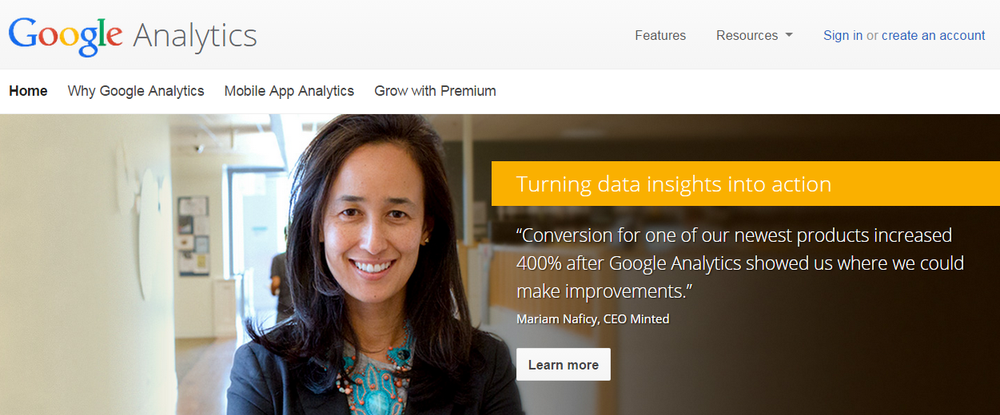 Google Analytics
Features
Resources
Sign in or create an account
Home
Why Google Analytics
Mobile App Analytics
Grow with Premium
Turning data insights into action
“Conversion for one of our newest products increased
400% after Google Analytics showed us where we could
make improvements.”
Mariam Naficy, CEO Minted
Learn more